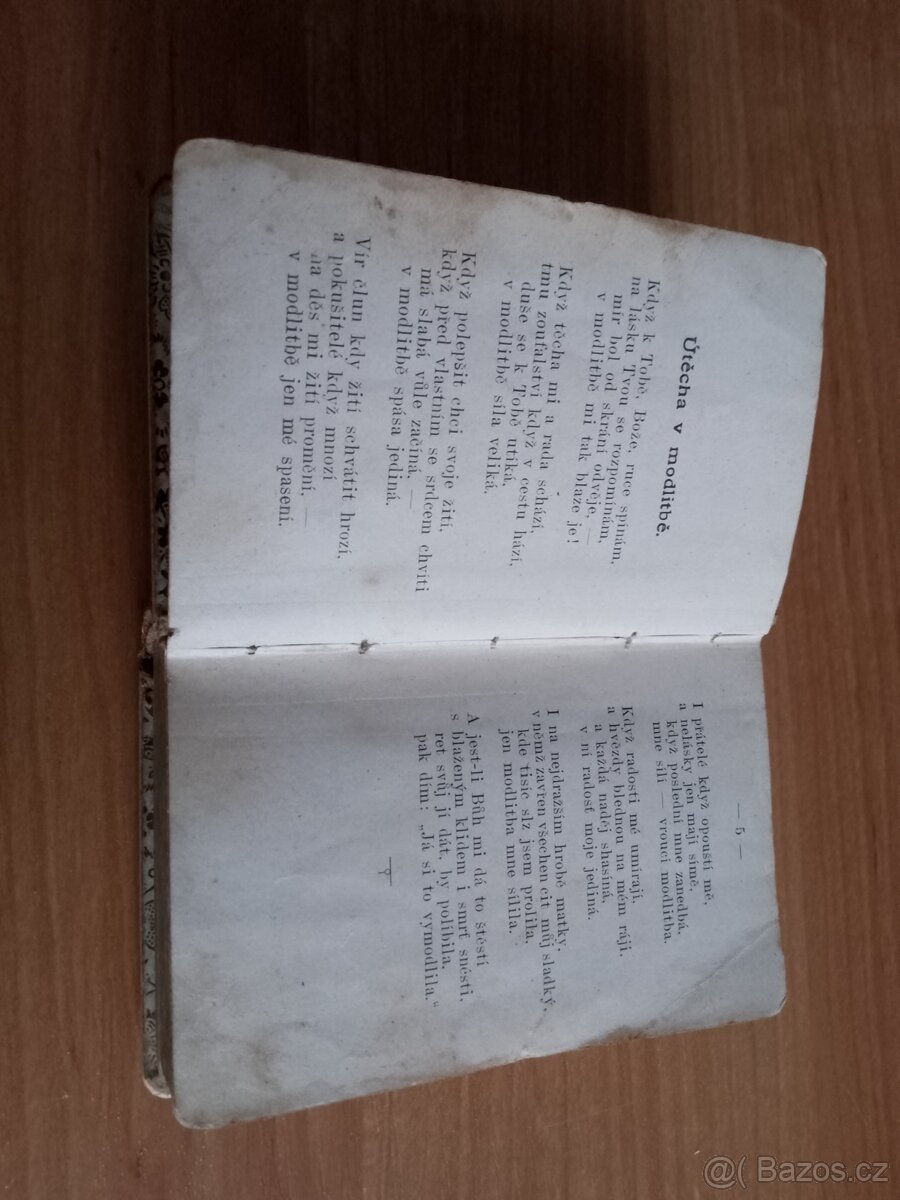 Útěcha v modlitbě.
Když k Tobě, Bože, ruce spínám,
na lásku Tvou se rozpomínám,
mír bol od skrání odvěje, —
v modlitbě mi tak blaze je!
Když těcha mi a rada schází,
tmu zoufalství když v cestu hází,
duše se k Tobě utíká,
v modlitbě síla veliká.
Když polepšit chci svoje žití,
když před vlastním se srdcem chvíti
má slabá vůle začíná, —
v modlitbě spása jediná.
Vír člun kdy žití schvátit hrozí,
a pokušitelé když mnozí
na děs mi žití promění, —
v modlitbě jen mé spasení.
— 5 —
I přátelé když opouští mě,
a nelásky jen mají símě,
když poslední mne zanedbá,
mne sílí — vroucí modlitba.
Když radosti mé umírají,
a hvězdy blednou na mém ráji,
a každá naděj shasíná,
v ní radosť moje jediná.
I na nejdražším hrobě matky,
v němž zavřen všechen cit můj sladký,
kde tisíc slz jsem prolila,
jen modlitba mne sílila.
A jest-li Bůh mi dá to štěstí
s blaženým klidem i smrť snésti,
ret svůj jí dát, by políbila,
pak dím: „Já si to vymodlila."
@( Bazos.cz